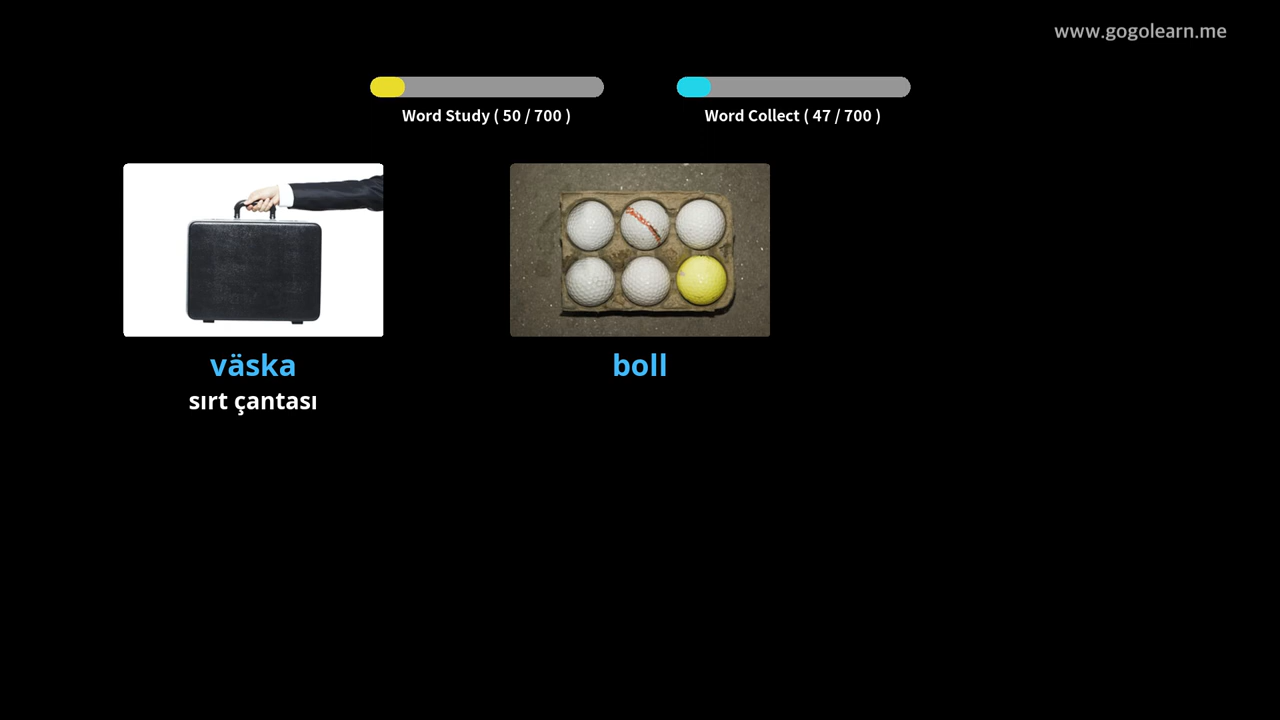 www.gogolearn.me
Word Study ( 50 / 700 )
Word Collect ( 47 / 700 )
väska
sırt çantası
boll